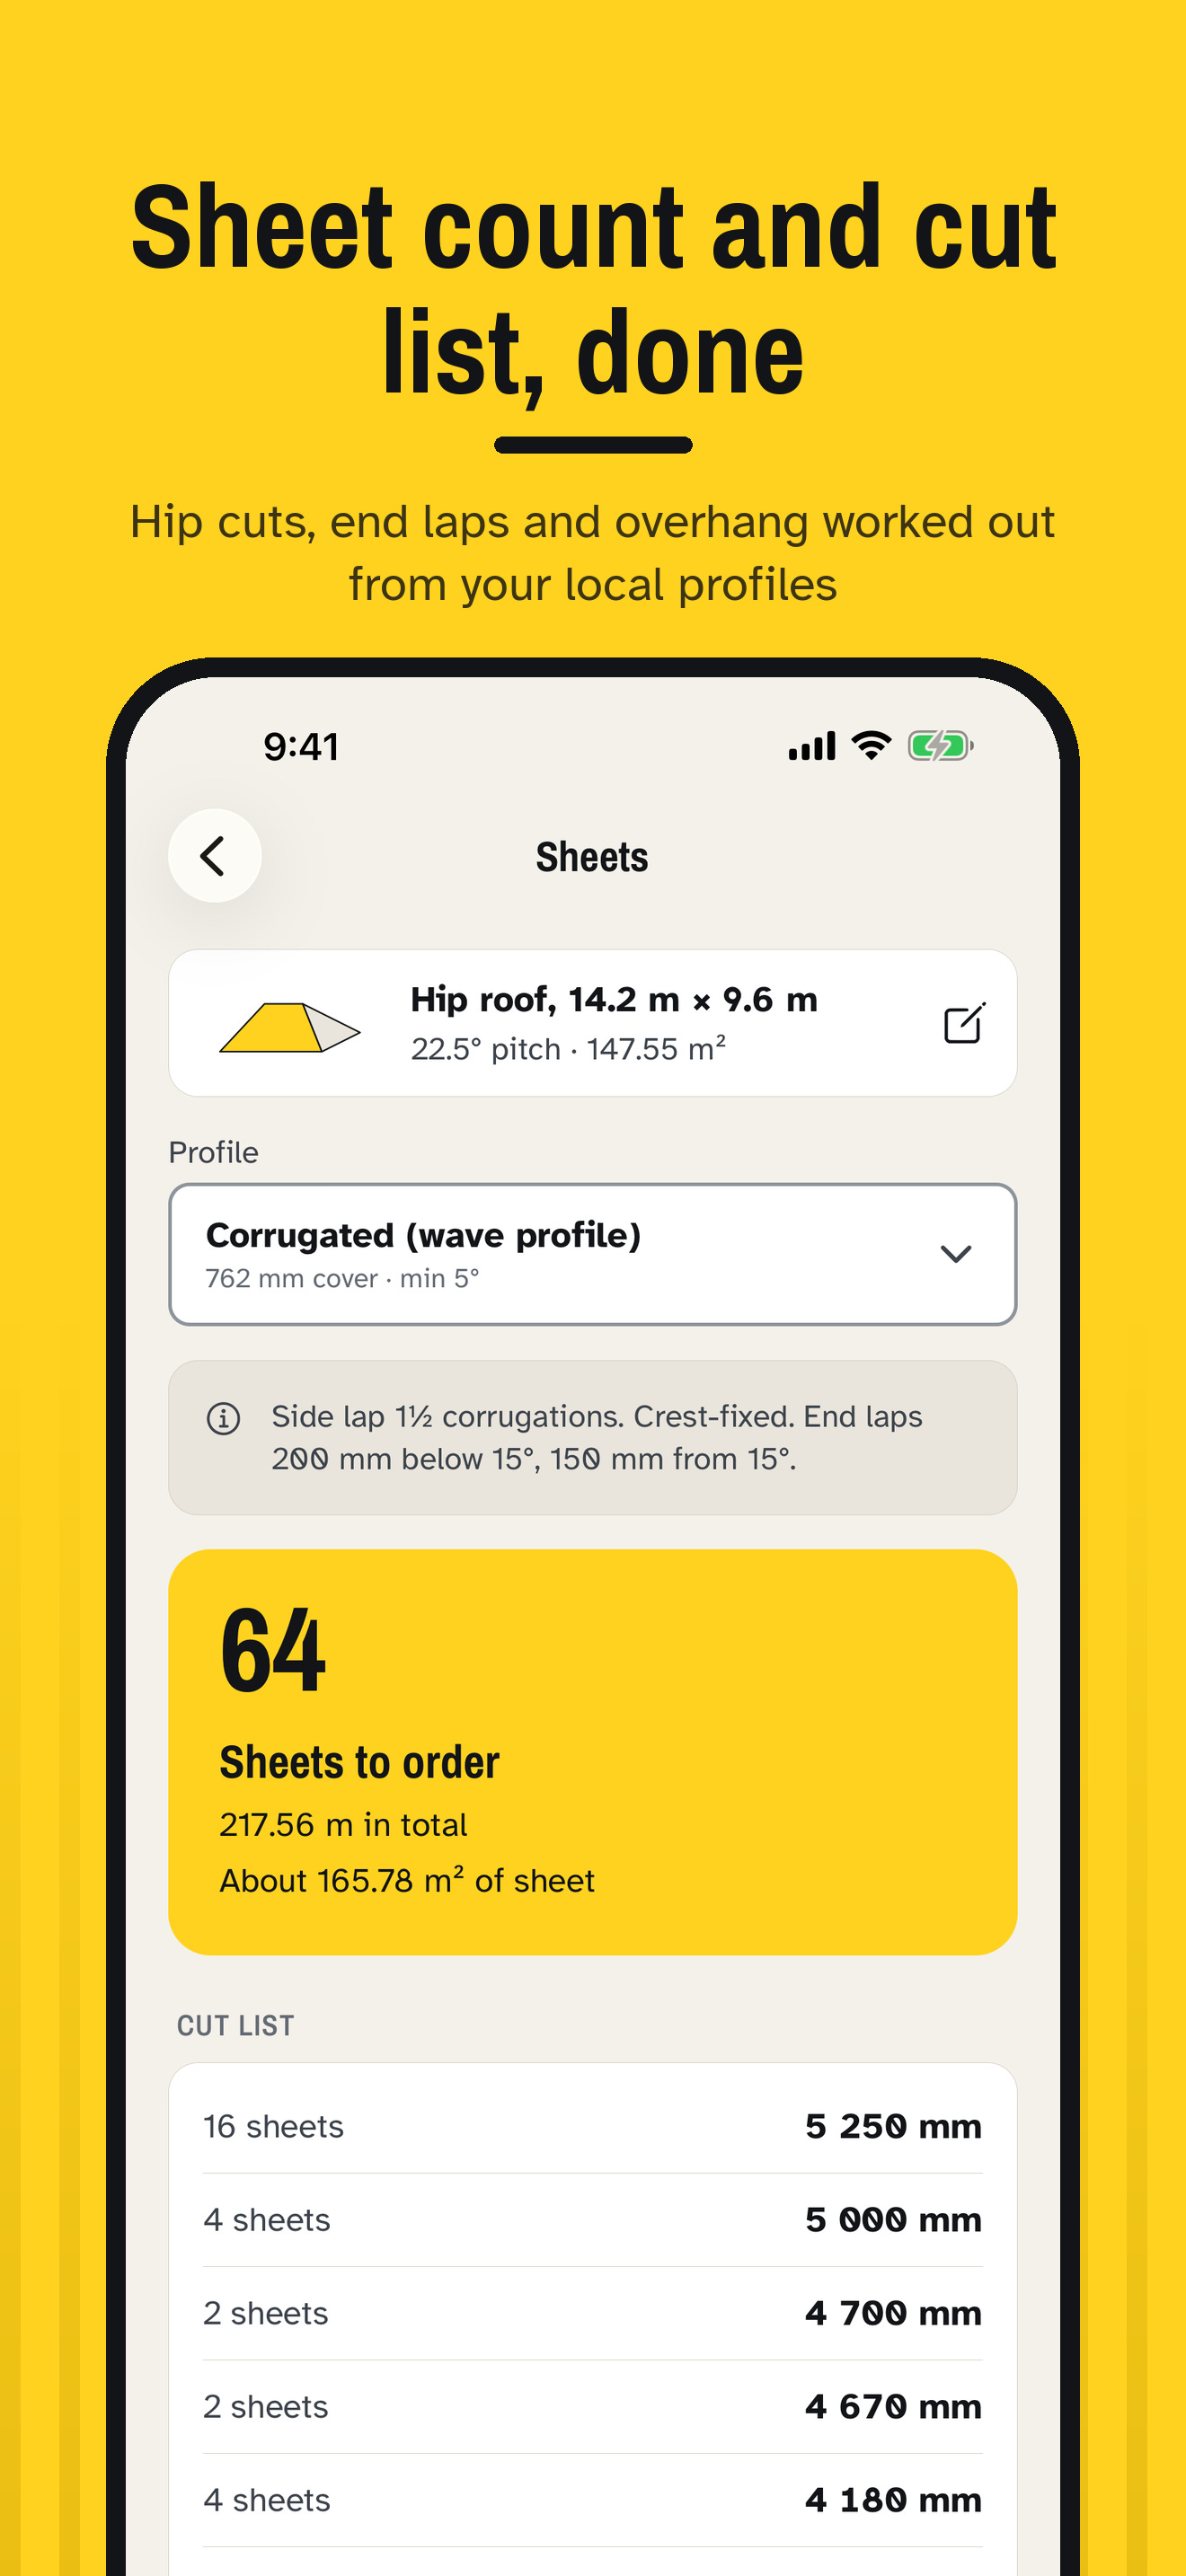 Sheet count and cut
list, done
Hip cuts, end laps and overhang worked out
from your local profiles
9:41
Sheets
Hip roof, 14.2 m × 9.6 m
22.5° pitch · 147.55 m²
Profile
Corrugated (wave profile)
762 mm cover · min 5°
Side lap 1½ corrugations. Crest-fixed. End laps
200 mm below 15°, 150 mm from 15°.
64
Sheets to order
217.56 m in total
About 165.78 m² of sheet
CUT LIST
16 sheets 5 250 mm
4 sheets 5 000 mm
2 sheets 4 700 mm
2 sheets 4 670 mm
4 sheets 4 180 mm